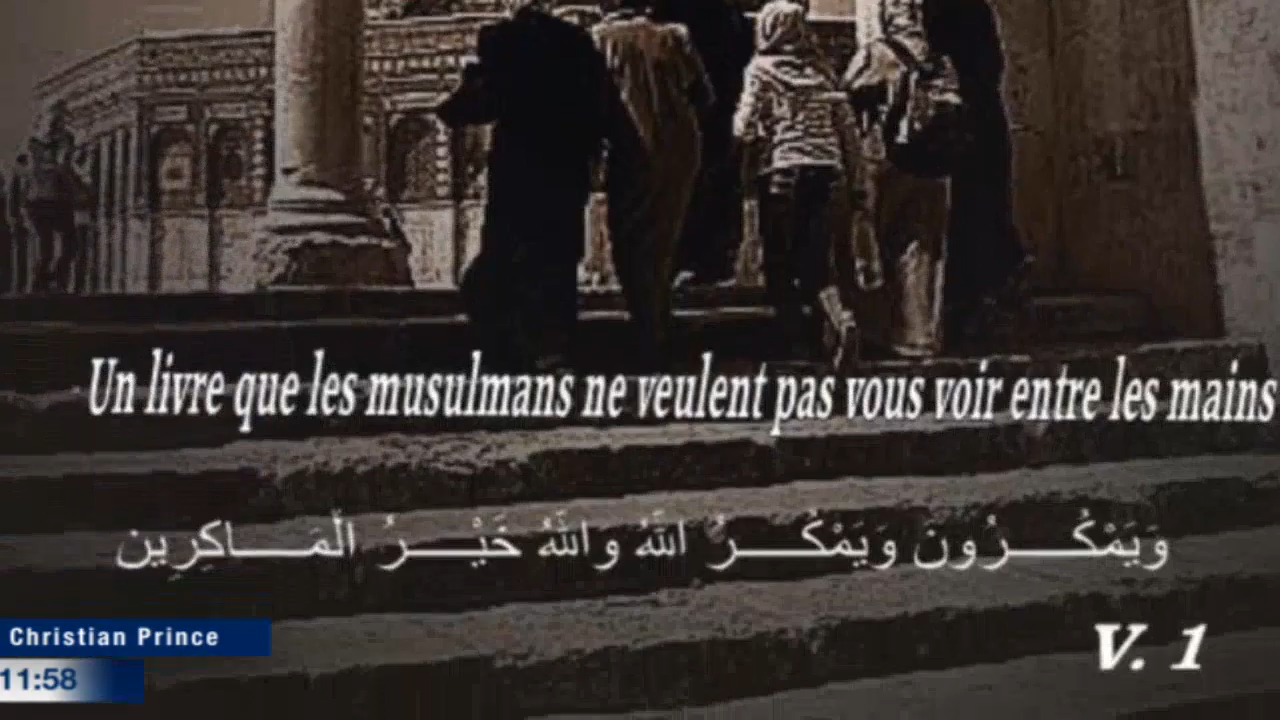 Un livre que les musulmans ne veulent pas vous voir entre les mains
وَيَمْكُرُونَ وَيَمْكُرُ اللهُ واللهُ خَيْرُ الْمَاكِرِين
V. 1
Christian Prince
11:58